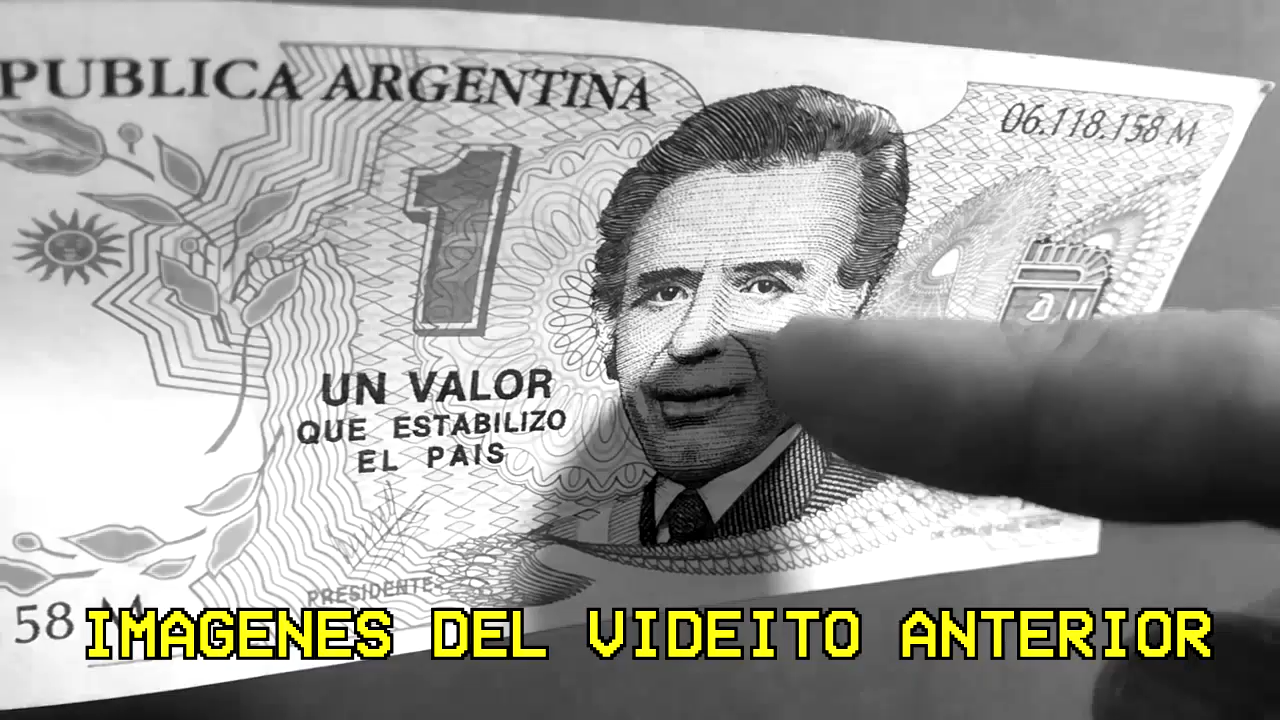 PUBLICA ARGENTINA
06.118.158 M
1
UN VALOR
QUE ESTABILIZO
EL PAIS
PRESIDENTE
58 M
IMAGENES DEL VIDEITO ANTERIOR